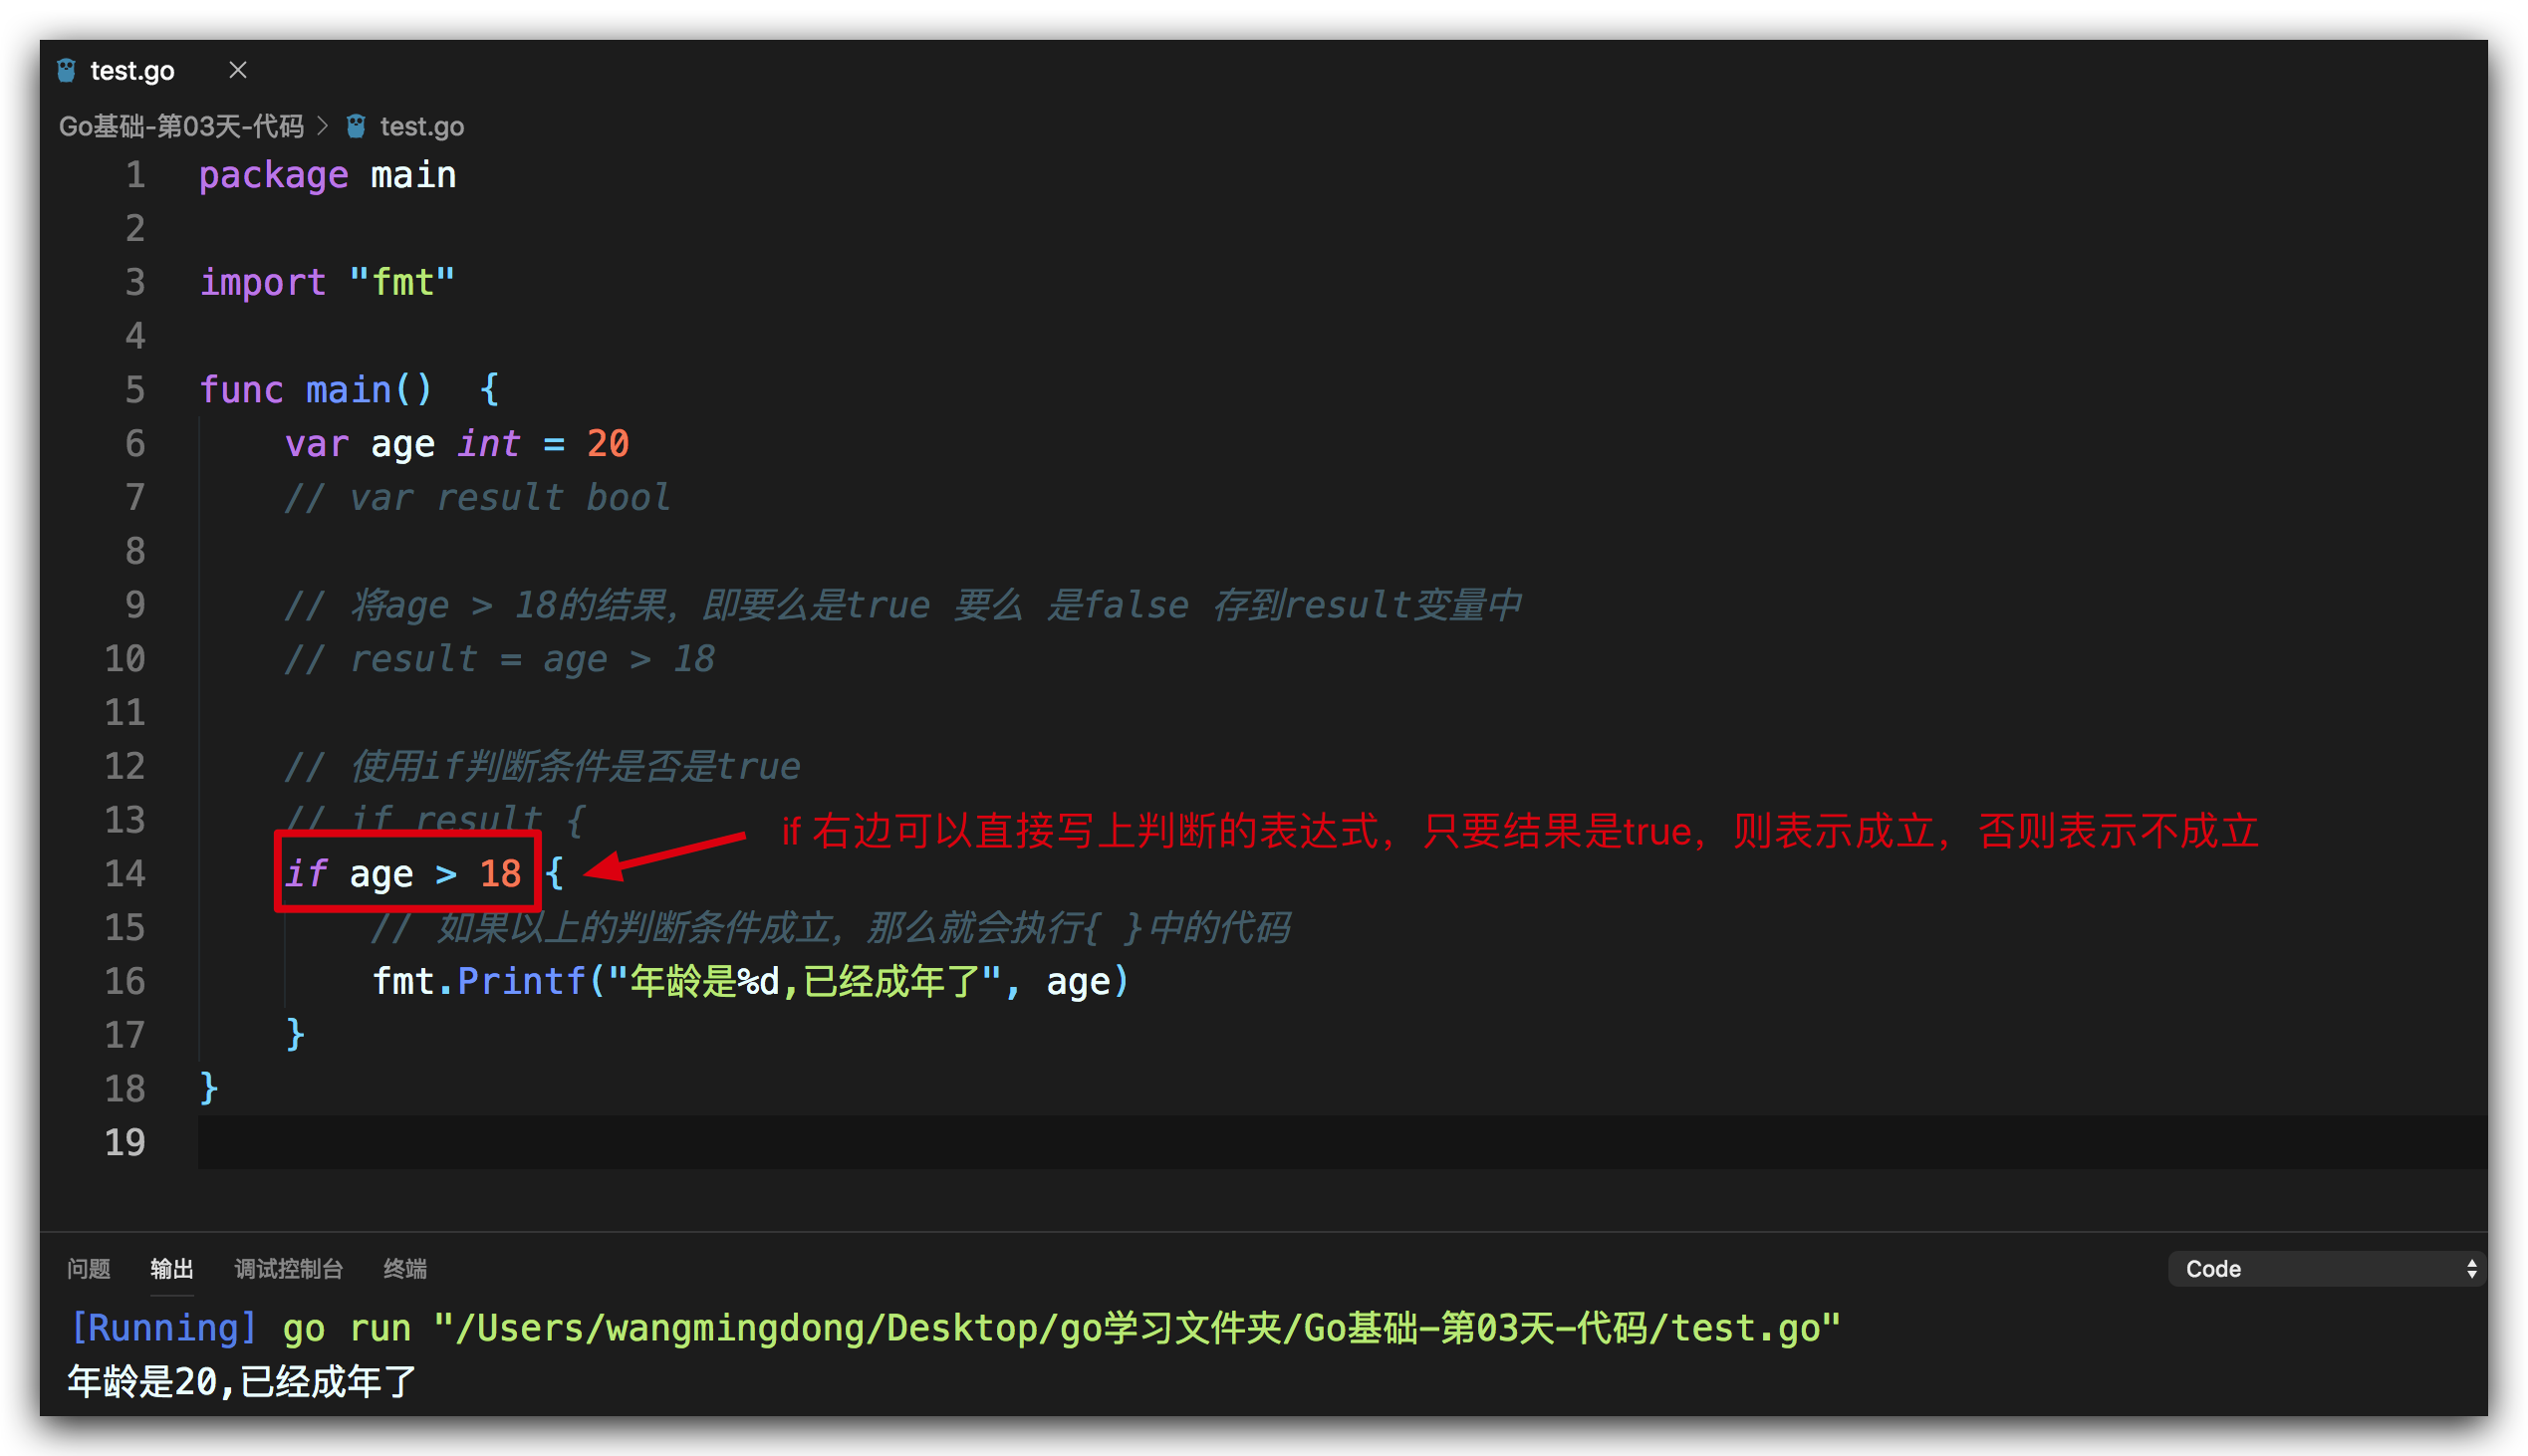 test.go
Go基础-第03天-代码 > test.go
1 package main
2
3 import "fmt"
4
5 func main()  {
6     var age int = 20
7     // var result bool
8
9     // 将age > 18的结果，即要么是true 要么 是false 存到result变量中
10     // result = age > 18
11
12     // 使用if判断条件是否是true
13     // if result {
if 右边可以直接写上判断的表达式，只要结果是true，则表示成立，否则表示不成立
14     if age > 18 {
15         // 如果以上的判断条件成立，那么就会执行{ }中的代码
16         fmt.Printf("年龄是%d,已经成年了", age)
17     }
18 }
19
问题 输出 调试控制台 终端 Code
[Running] go run "/Users/wangmingdong/Desktop/go学习文件夹/Go基础-第03天-代码/test.go"
年龄是20,已经成年了